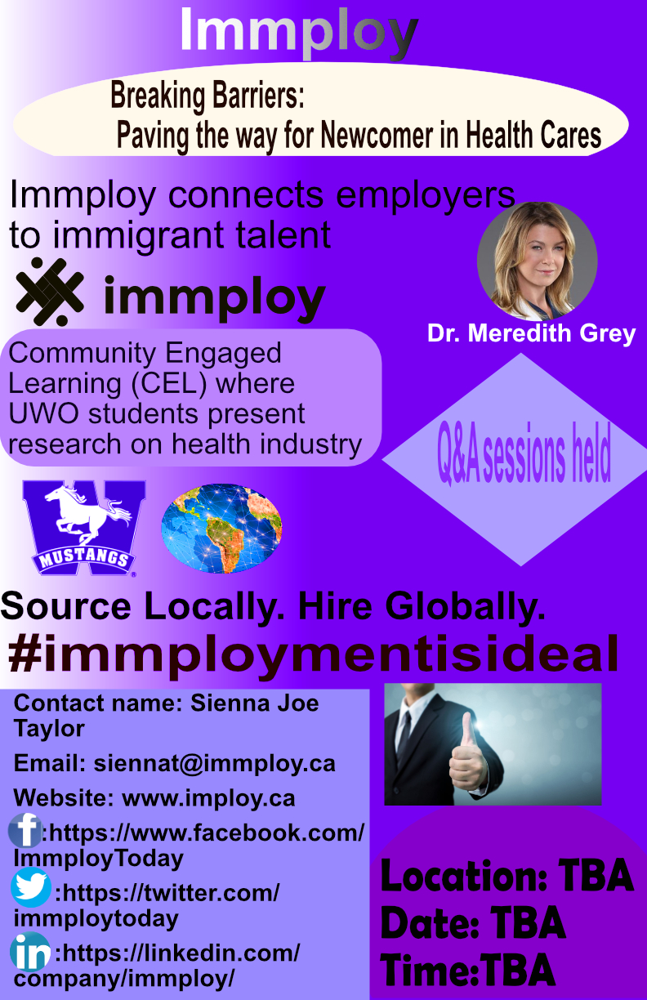 Immploy
Breaking Barriers:
Paving the way for Newcomer in Health Cares
Immploy connects employers
to immigrant talent
immploy
Dr. Meredith Grey
Community Engaged
Learning (CEL) where
UWO students present
research on health industry
Q&A sessions held
W
MUSTANGS®
Source Locally. Hire Globally.
#immploymentisideal
Contact name: Sienna Joe
Taylor
Email: siennat@immploy.ca
Website: www.imploy.ca
f:https://www.facebook.com/
ImmployToday
:https://twitter.com/
immploytoday
in:https://linkedin.com/
company/immploy/
Location: TBA
Date: TBA
Time:TBA